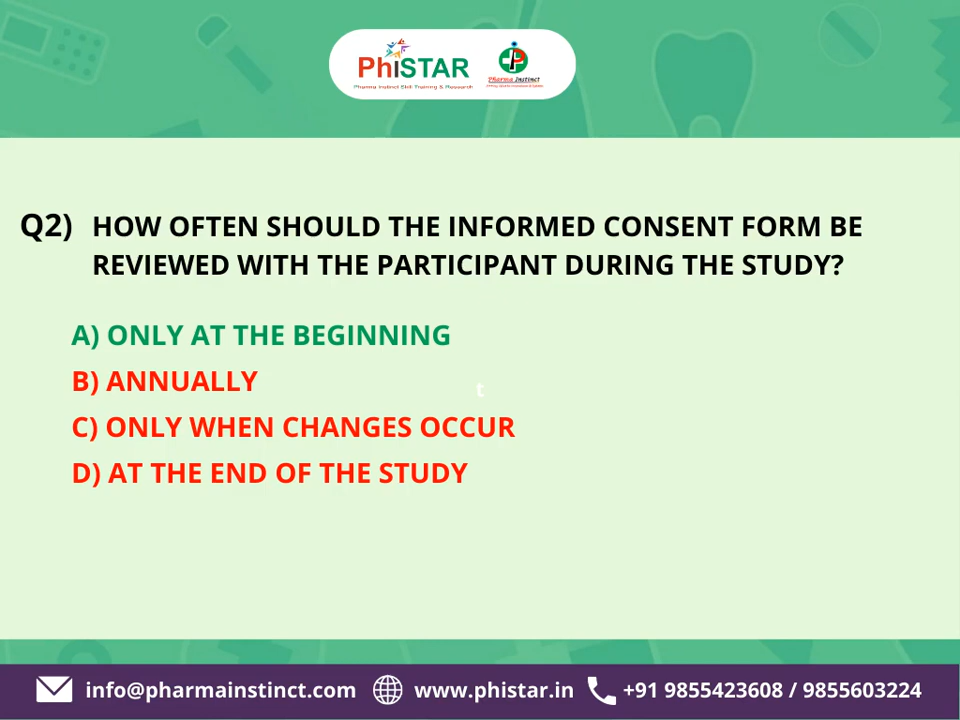 PhiSTAR
Pharma Instinct Skill Training & Research
Pharma Instinct
Q2) HOW OFTEN SHOULD THE INFORMED CONSENT FORM BE
REVIEWED WITH THE PARTICIPANT DURING THE STUDY?
A) ONLY AT THE BEGINNING
B) ANNUALLY
t
C) ONLY WHEN CHANGES OCCUR
D) AT THE END OF THE STUDY
info@pharmainstinct.com www.phistar.in +91 9855423608 / 9855603224